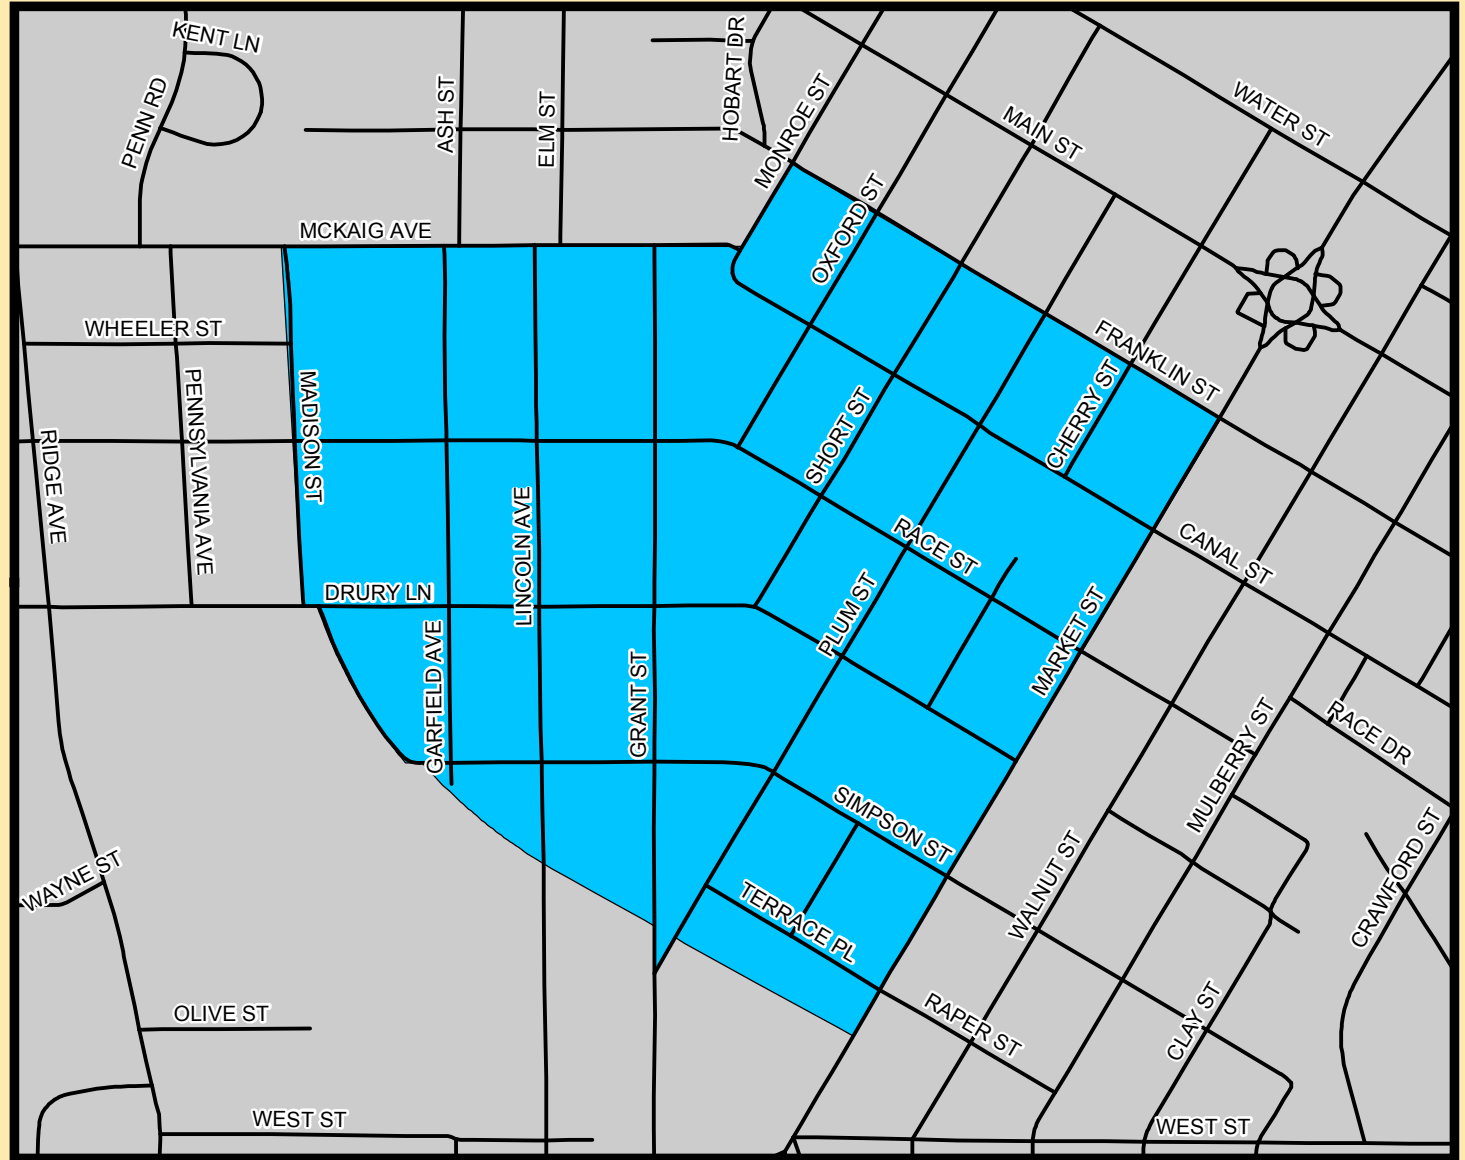 KENT LN
PENN RD
ASH ST
ELM ST
HOBART DR
MONROE ST
MAIN ST
WATER ST
MCKAIG AVE
OXFORD ST
WHEELER ST
FRANKLIN ST
PENNSYLVANIA AVE
MADISON ST
CHERRY ST
SHORT ST
RIDGE AVE
LINCOLN AVE
RACE ST
CANAL ST
DRURY LN
PLUM ST
MARKET ST
GARFIELD AVE
GRANT ST
MULBERRY ST
RACE DR
SIMPSON ST
WAYNE ST
WALNUT ST
CRAWFORD ST
TERRACE PL
OLIVE ST
RAPER ST
CLAY ST
WEST ST
WEST ST